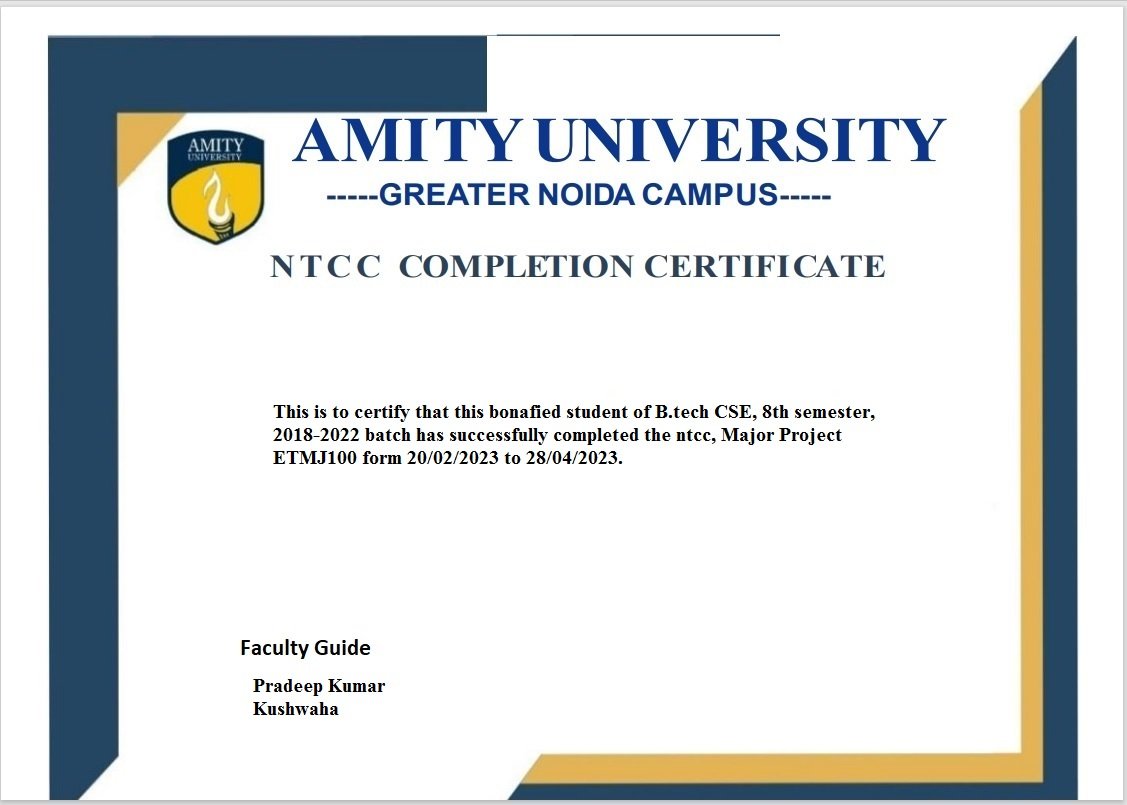 AMITY UNIVERSITY
-----GREATER NOIDA CAMPUS-----
AMITY
UNIVERSITY
NTCC COMPLETION CERTIFICATE
This is to certify that this bonafied student of B.tech CSE, 8th semester,
2018-2022 batch has successfully completed the ntcc, Major Project
ETMJ100 form 20/02/2023 to 28/04/2023.
Faculty Guide
Pradeep Kumar
Kushwaha